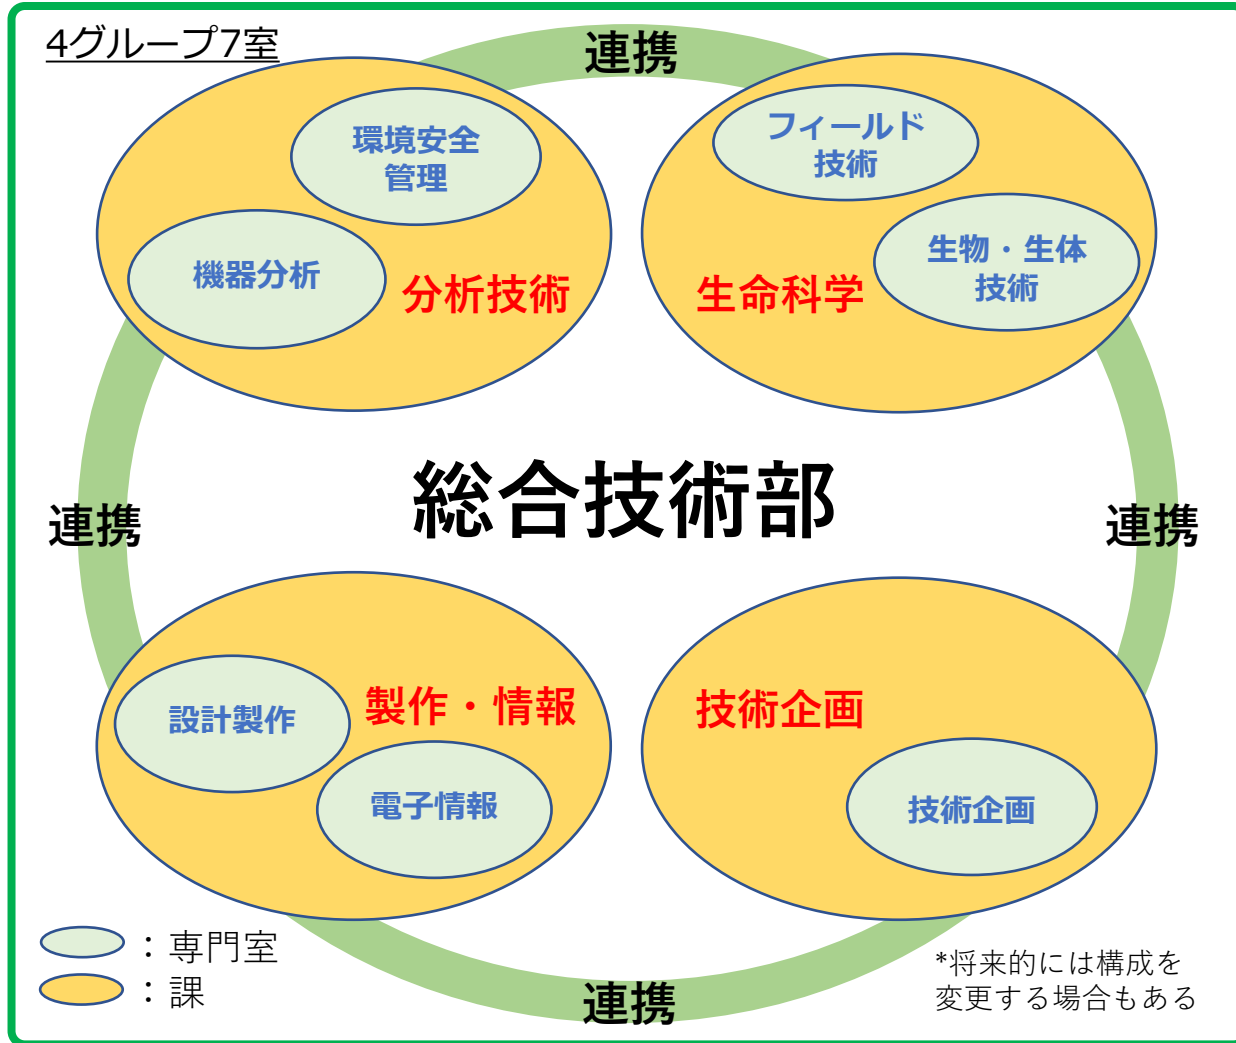 4グループ7室
連携
環境安全
管理
機器分析
分析技術
フィールド
技術
生物・生体
技術
生命科学
総合技術部
連携
連携
設計製作
製作・情報
電子情報
技術企画
技術企画
：専門室
：課
連携
*将来的には構成を
変更する場合もある